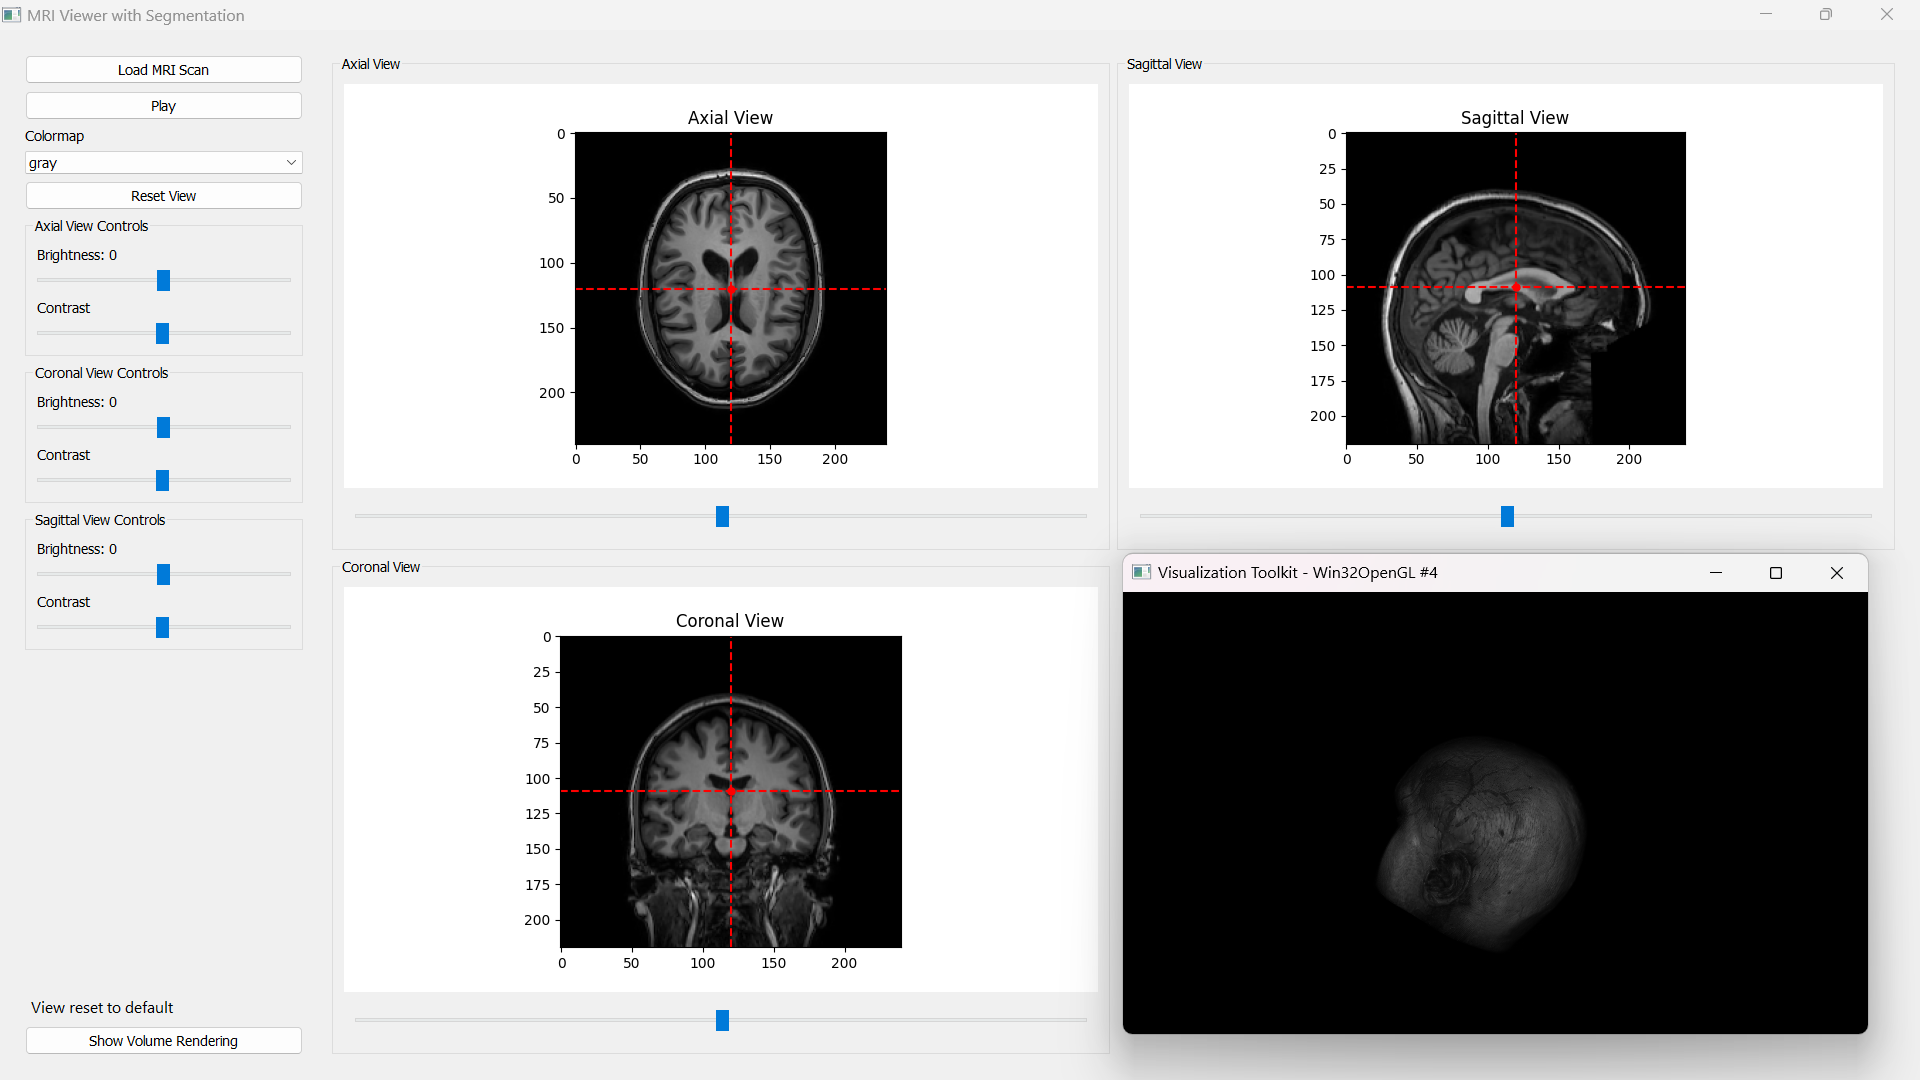 MRI Viewer with Segmentation
Load MRI Scan
Play
Colormap
gray
Reset View
Axial View Controls
Brightness: 0
Contrast
Coronal View Controls
Brightness: 0
Contrast
Sagittal View Controls
Brightness: 0
Contrast
View reset to default
Show Volume Rendering
Axial View
Axial View
0
50
100
150
200
0 50 100 150 200
Sagittal View
Sagittal View
0
25
50
75
100
125
150
175
200
0 50 100 150 200
Coronal View
Coronal View
0
25
50
75
100
125
150
175
200
0 50 100 150 200
Visualization Toolkit - Win32OpenGL #4